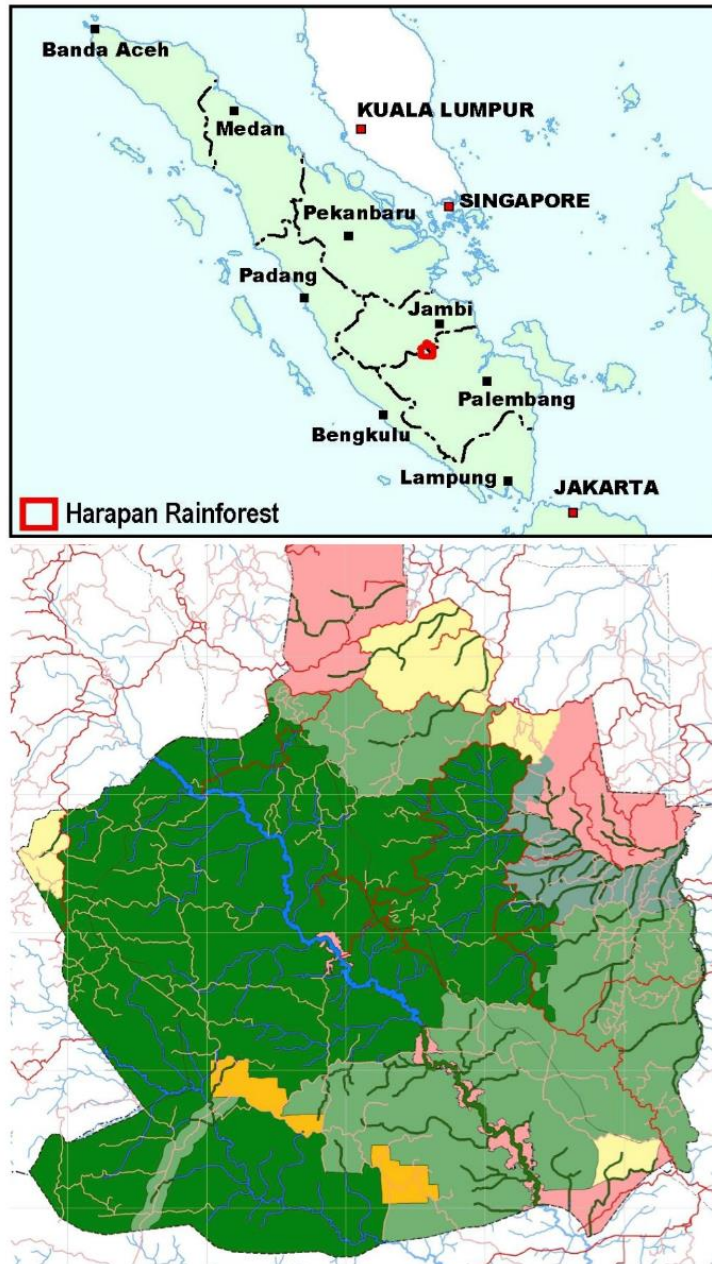 Banda Aceh
Medan
KUALA LUMPUR
SINGAPORE
Pekanbaru
Padang
Jambi
Palembang
Bengkulu
Lampung
JAKARTA
Harapan Rainforest